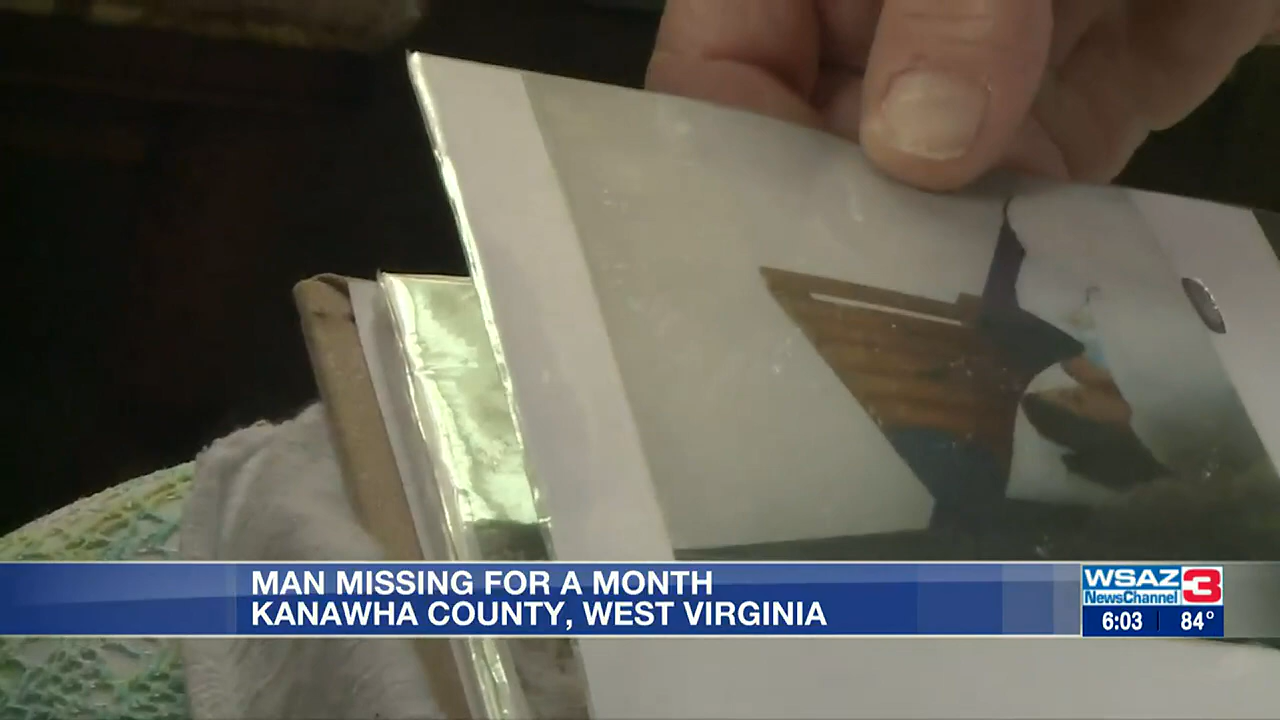 MAN MISSING FOR A MONTH
KANAWHA COUNTY, WEST VIRGINIA
WSAZ 3
NewsChannel
6:03 84°